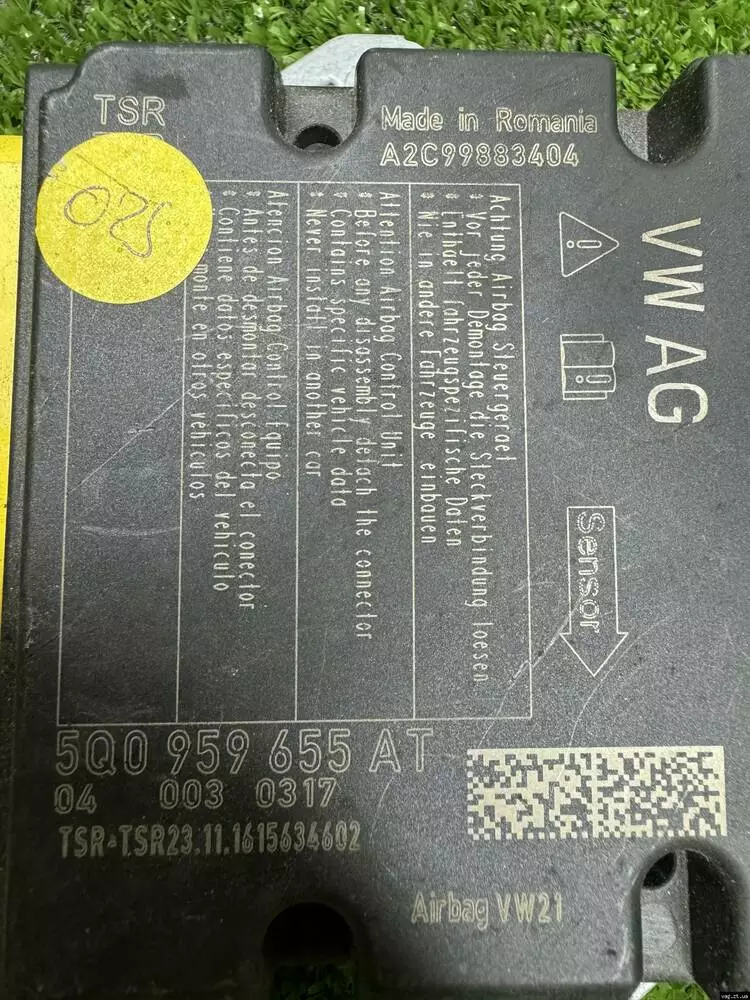 TSR
Made in Romania
A2C99883404
VW AG
Achtung Airbag Steuergeraet
* Vor jeder Demontage die Steckverbindung loesen
* Enthaelt fahrzeugspezifische Daten
* Nie in andere Fahrzeuge einbauen
Attention Airbag Control Unit
* Before any disassembly detach the connector
* Contains specific vehicle data
* Never install in another car
Atencion Airbag Control Equipo
* Antes de desmontar desconecta el conector
* Contiene datos especificos del vehiculo
monte en otros vehiculos
Sensor
5Q0 959 655 AT
04 003 0317
TSR-TSR23.11.1615634602
Airbag VW21
vag.zt.ua